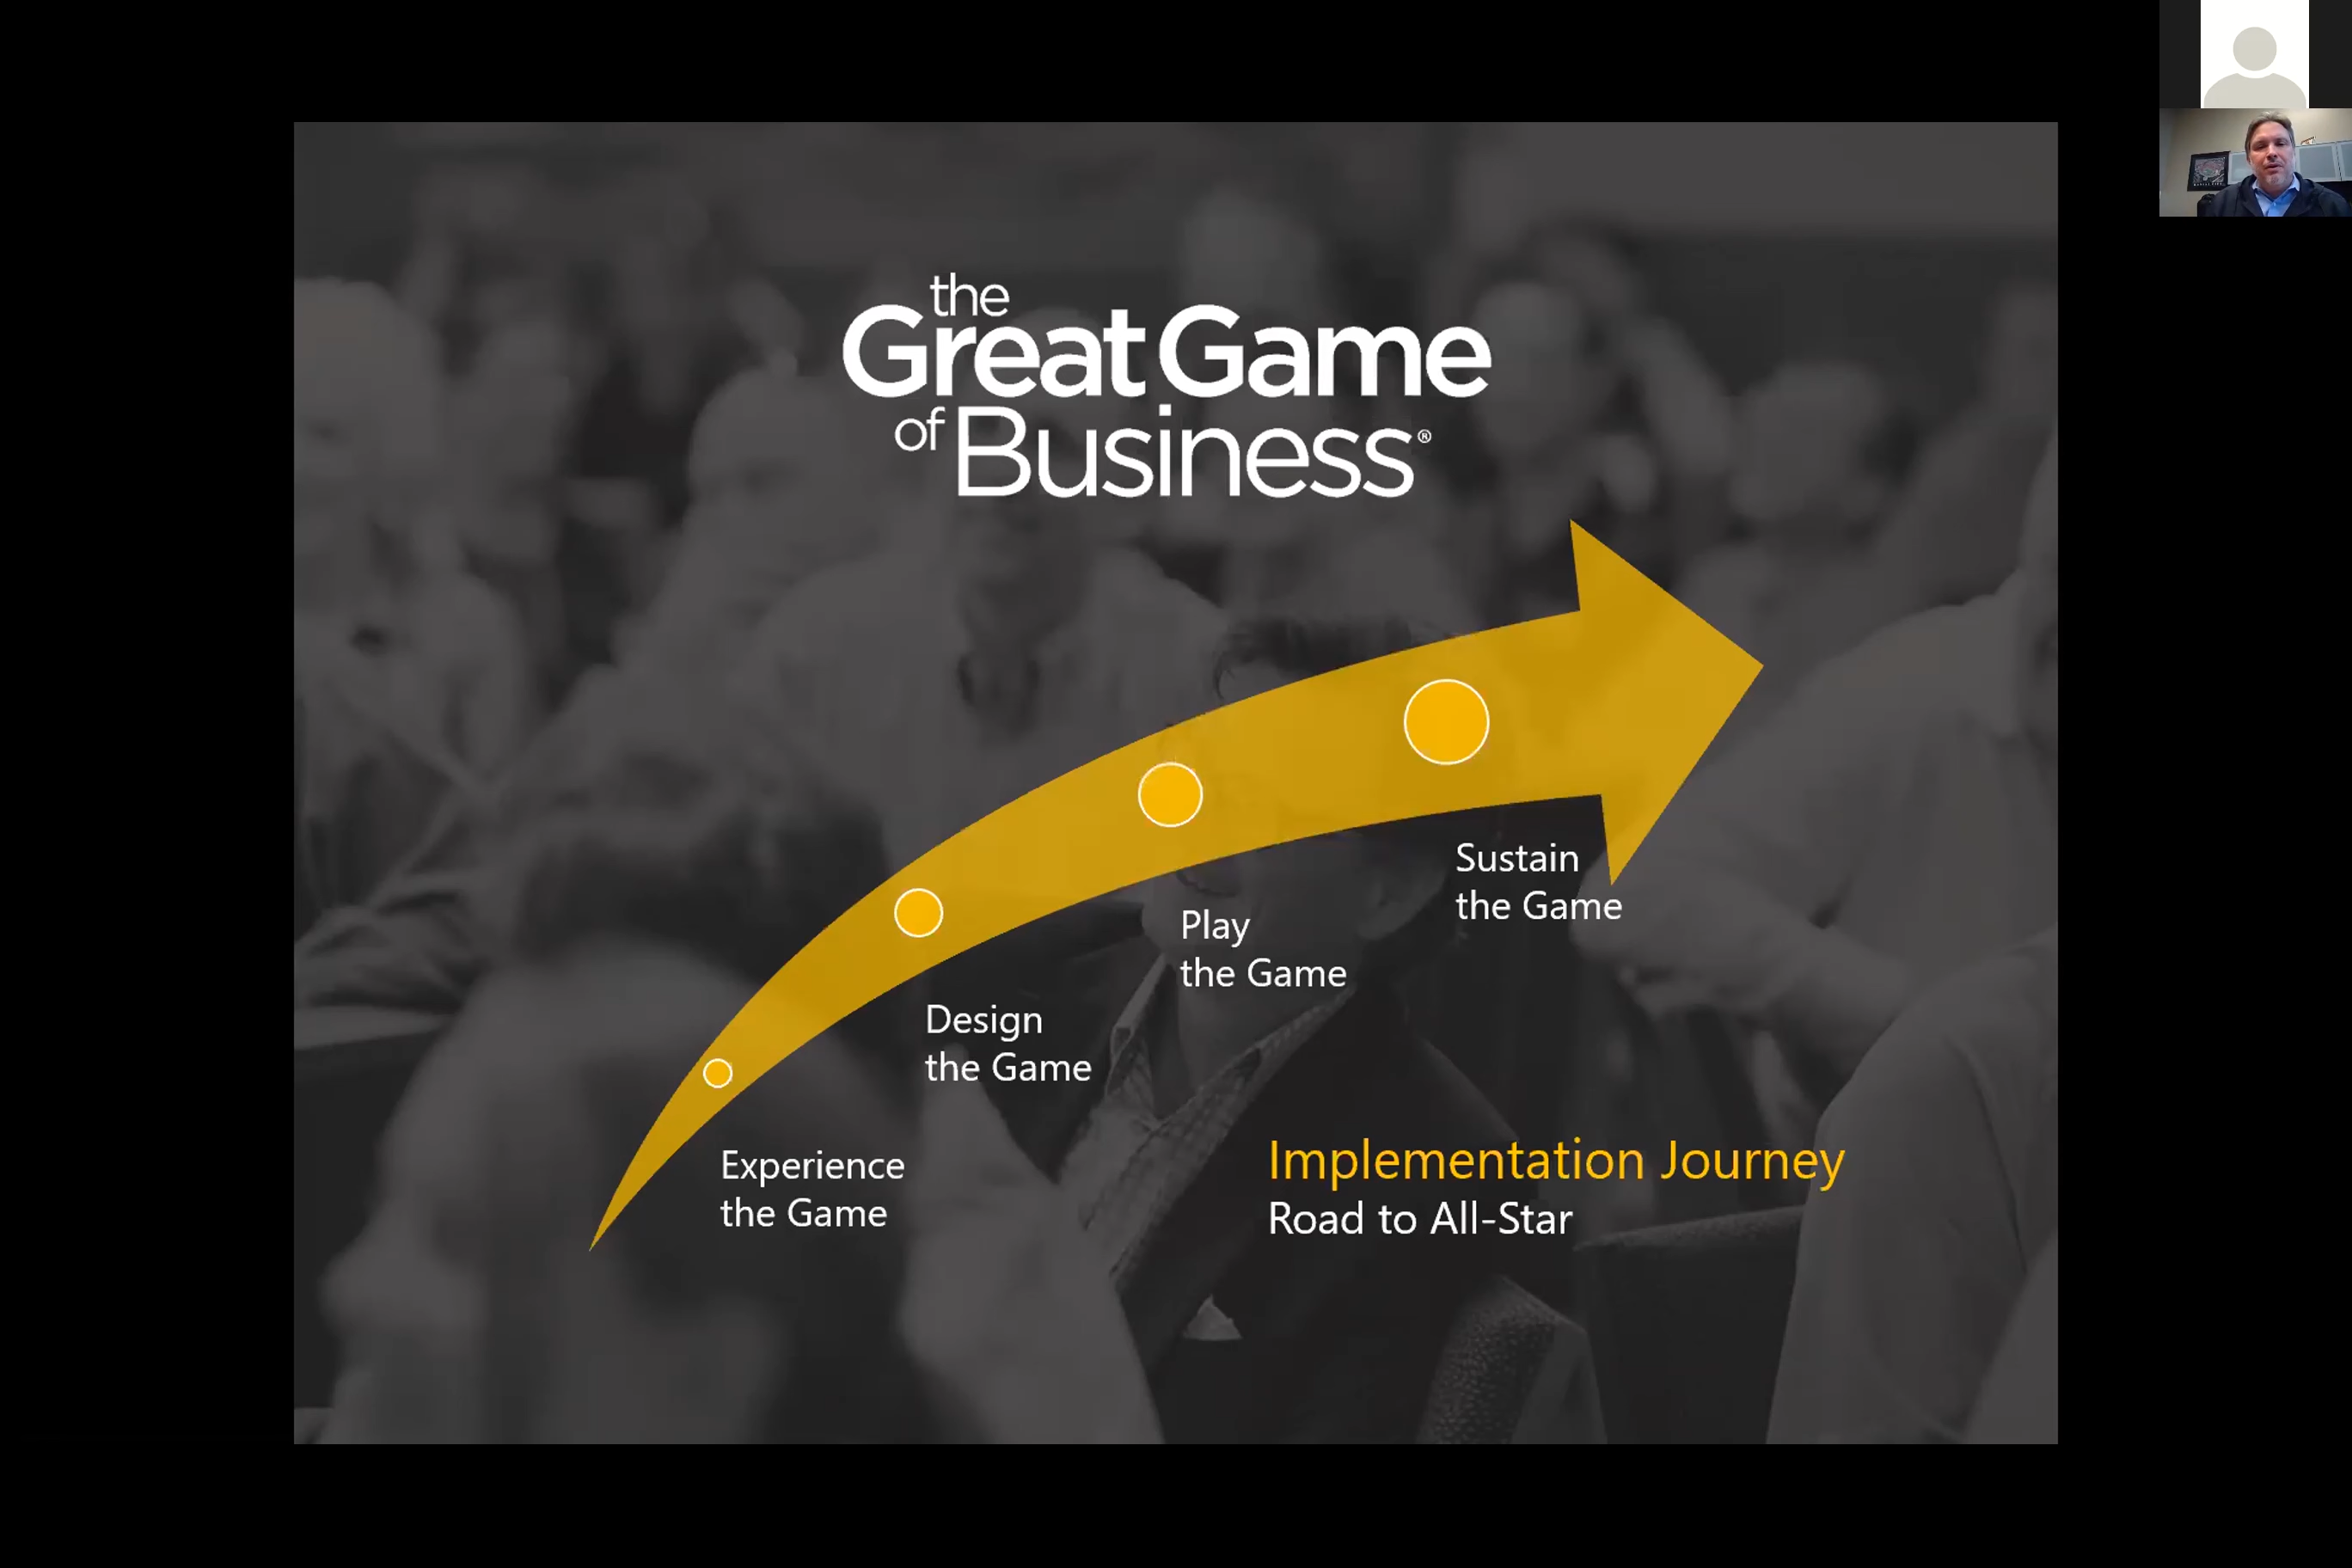 the
Great Game
of Business®
Sustain
the Game
Play
the Game
Design
the Game
Experience
the Game
Implementation Journey
Road to All-Star